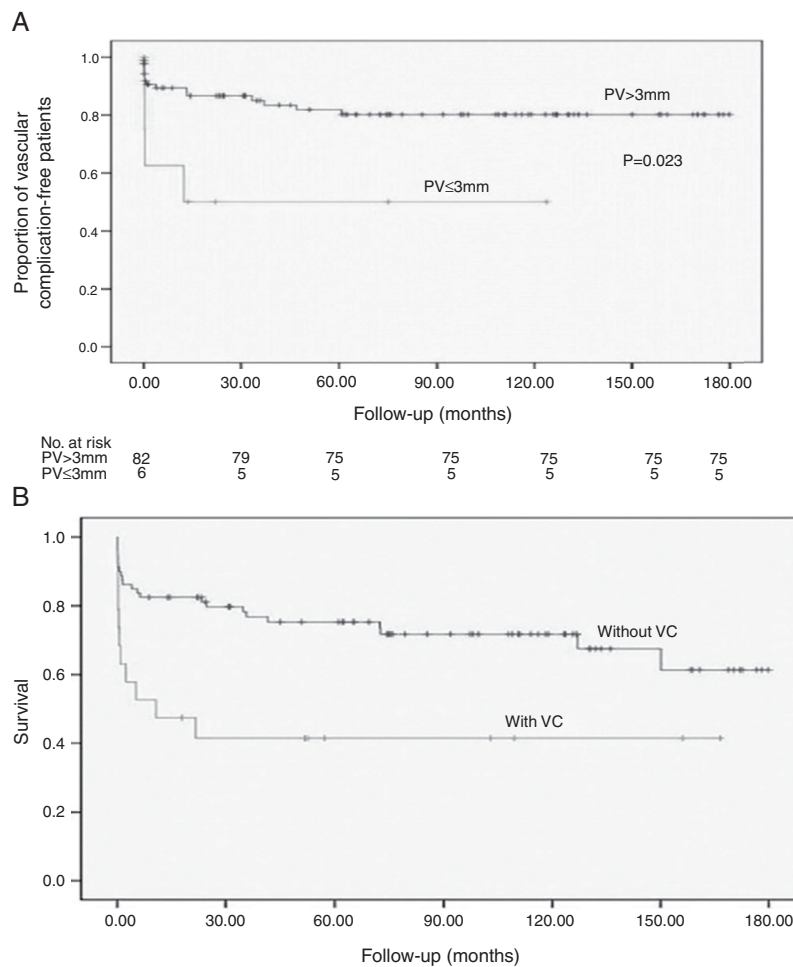 A
Proportion of vascular
complication-free patients
1.0
0.8
0.6
0.4
0.2
0.0
PV>3mm
P=0.023
PV≤3mm
0.00 30.00 60.00 90.00 120.00 150.00 180.00
Follow-up (months)
No. at risk
PV>3mm 82 79 75 75 75 75 75
PV≤3mm 6 5 5 5 5 5 5
B
Survival
1.0
0.8
0.6
0.4
0.2
0.0
Without VC
With VC
0.00 30.00 60.00 90.00 120.00 150.00 180.00
Follow-up (months)